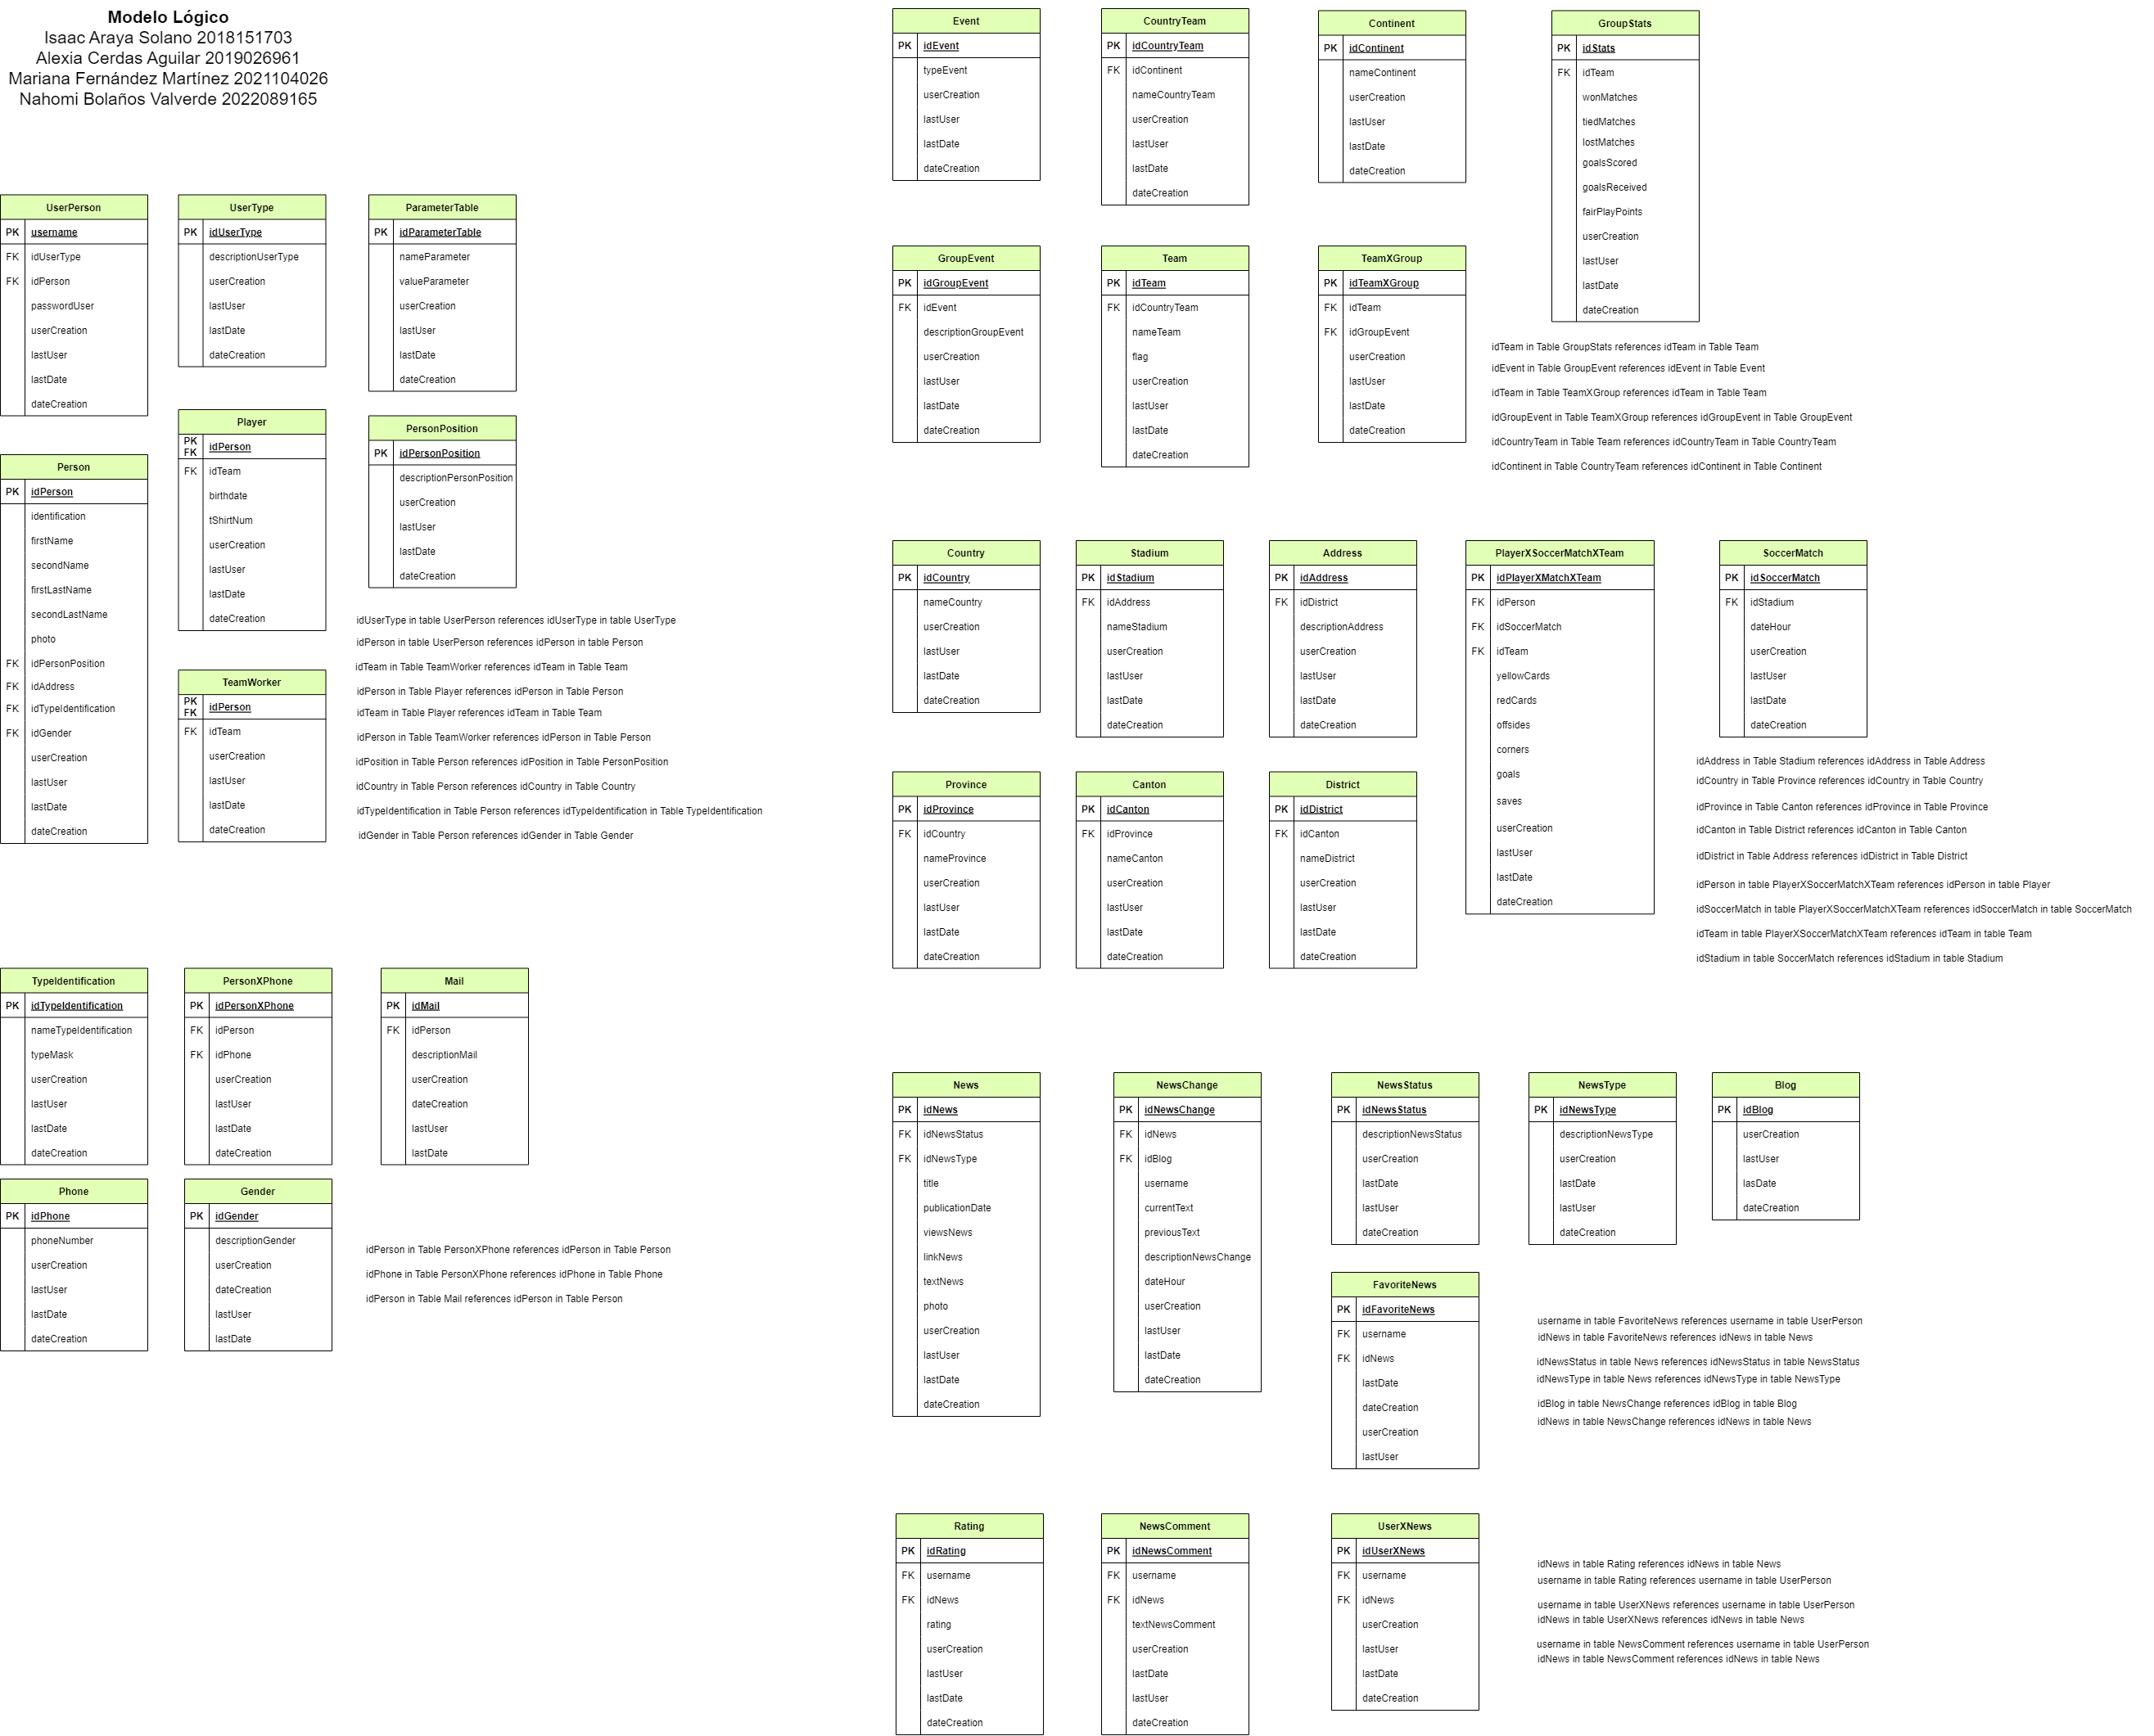 Modelo Lógico
Isaac Araya Solano 2018151703
Alexia Cerdas Aguilar 2019026961
Mariana Fernández Martínez 2021104026
Nahomi Bolaños Valverde 2022089165
UserPerson
PK username
FK idUserType
FK idPerson
passwordUser
userCreation
lastUser
lastDate
dateCreation
UserType
PK idUserType
descriptionUserType
userCreation
lastUser
lastDate
dateCreation
ParameterTable
PK idParameterTable
nameParameter
valueParameter
userCreation
lastUser
lastDate
dateCreation
Person
PK idPerson
identification
firstName
secondName
firstLastName
secondLastName
photo
FK idPersonPosition
FK idAddress
FK idTypeIdentification
FK idGender
userCreation
lastUser
lastDate
dateCreation
Player
PK
FK idPerson
FK idTeam
birthdate
tShirtNum
userCreation
lastUser
lastDate
dateCreation
PersonPosition
PK idPersonPosition
descriptionPersonPosition
userCreation
lastUser
lastDate
dateCreation
TeamWorker
PK
FK idPerson
FK idTeam
userCreation
lastUser
lastDate
dateCreation
idUserType in table UserPerson references idUserType in table UserType
idPerson in table UserPerson references idPerson in table Person
idTeam in Table TeamWorker references idTeam in Table Team
idPerson in Table Player references idPerson in Table Person
idTeam in Table Player references idTeam in Table Team
idPerson in Table TeamWorker references idPerson in Table Person
idPosition in Table Person references idPosition in Table PersonPosition
idCountry in Table Person references idCountry in Table Country
idTypeIdentification in Table Person references idTypeIdentification in Table TypeIdentification
idGender in Table Person references idGender in Table Gender
TypeIdentification
PK idTypeIdentification
nameTypeIdentification
typeMask
userCreation
lastUser
lastDate
dateCreation
PersonXPhone
PK idPersonXPhone
FK idPerson
FK idPhone
userCreation
lastUser
lastDate
dateCreation
Mail
PK idMail
FK idPerson
descriptionMail
userCreation
dateCreation
lastUser
lastDate
Phone
PK idPhone
phoneNumber
userCreation
lastUser
lastDate
dateCreation
Gender
PK idGender
descriptionGender
userCreation
dateCreation
lastUser
lastDate
idPerson in Table PersonXPhone references idPerson in Table Person
idPhone in Table PersonXPhone references idPhone in Table Phone
idPerson in Table Mail references idPerson in Table Person
Event
PK idEvent
typeEvent
userCreation
lastUser
lastDate
dateCreation
CountryTeam
PK idCountryTeam
FK idContinent
nameCountryTeam
userCreation
lastUser
lastDate
dateCreation
Continent
PK idContinent
nameContinent
userCreation
lastUser
lastDate
dateCreation
GroupStats
PK idStats
FK idTeam
wonMatches
tiedMatches
lostMatches
goalsScored
goalsReceived
fairPlayPoints
userCreation
lastUser
lastDate
dateCreation
GroupEvent
PK idGroupEvent
FK idEvent
descriptionGroupEvent
userCreation
lastUser
lastDate
dateCreation
Team
PK idTeam
FK idCountryTeam
nameTeam
flag
userCreation
lastUser
lastDate
dateCreation
TeamXGroup
PK idTeamXGroup
FK idTeam
FK idGroupEvent
userCreation
lastUser
lastDate
dateCreation
idTeam in Table GroupStats references idTeam in Table Team
idEvent in Table GroupEvent references idEvent in Table Event
idTeam in Table TeamXGroup references idTeam in Table Team
idGroupEvent in Table TeamXGroup references idGroupEvent in Table GroupEvent
idCountryTeam in Table Team references idCountryTeam in Table CountryTeam
idContinent in Table CountryTeam references idContinent in Table Continent
Country
PK idCountry
nameCountry
userCreation
lastUser
lastDate
dateCreation
Stadium
PK idStadium
FK idAddress
nameStadium
userCreation
lastUser
lastDate
dateCreation
Address
PK idAddress
FK idDistrict
descriptionAddress
userCreation
lastUser
lastDate
dateCreation
PlayerXSoccerMatchXTeam
PK idPlayerXMatchXTeam
FK idPerson
FK idSoccerMatch
FK idTeam
yellowCards
redCards
offsides
corners
goals
saves
userCreation
lastUser
lastDate
dateCreation
SoccerMatch
PK idSoccerMatch
FK idStadium
dateHour
userCreation
lastUser
lastDate
dateCreation
Province
PK idProvince
FK idCountry
nameProvince
userCreation
lastUser
lastDate
dateCreation
Canton
PK idCanton
FK idProvince
nameCanton
userCreation
lastUser
lastDate
dateCreation
District
PK idDistrict
FK idCanton
nameDistrict
userCreation
lastUser
lastDate
dateCreation
idAddress in Table Stadium references idAddress in Table Address
idCountry in Table Province references idCountry in Table Country
idProvince in Table Canton references idProvince in Table Province
idCanton in Table District references idCanton in Table Canton
idDistrict in Table Address references idDistrict in Table District
idPerson in table PlayerXSoccerMatchXTeam references idPerson in table Player
idSoccerMatch in table PlayerXSoccerMatchXTeam references idSoccerMatch in table SoccerMatch
idTeam in table PlayerXSoccerMatchXTeam references idTeam in table Team
idStadium in table SoccerMatch references idStadium in table Stadium
News
PK idNews
FK idNewsStatus
FK idNewsType
title
publicationDate
viewsNews
linkNews
textNews
photo
userCreation
lastUser
lastDate
dateCreation
NewsChange
PK idNewsChange
FK idNews
FK idBlog
username
currentText
previousText
descriptionNewsChange
dateHour
userCreation
lastUser
lastDate
dateCreation
NewsStatus
PK idNewsStatus
descriptionNewsStatus
userCreation
lastDate
lastUser
dateCreation
NewsType
PK idNewsType
descriptionNewsType
userCreation
lastDate
lastUser
dateCreation
Blog
PK idBlog
userCreation
lastUser
lasDate
dateCreation
FavoriteNews
PK idFavoriteNews
FK username
FK idNews
lastDate
dateCreation
userCreation
lastUser
username in table FavoriteNews references username in table UserPerson
idNews in table FavoriteNews references idNews in table News
idNewsStatus in table News references idNewsStatus in table NewsStatus
idNewsType in table News references idNewsType in table NewsType
idBlog in table NewsChange references idBlog in table Blog
idNews in table NewsChange references idNews in table News
Rating
PK idRating
FK username
FK idNews
rating
userCreation
lastUser
lastDate
dateCreation
NewsComment
PK idNewsComment
FK username
FK idNews
textNewsComment
userCreation
lastDate
lastUser
dateCreation
UserXNews
PK idUserXNews
FK username
FK idNews
userCreation
lastUser
lastDate
dateCreation
idNews in table Rating references idNews in table News
username in table Rating references username in table UserPerson
username in table UserXNews references username in table UserPerson
idNews in table UserXNews references idNews in table News
username in table NewsComment references username in table UserPerson
idNews in table NewsComment references idNews in table News